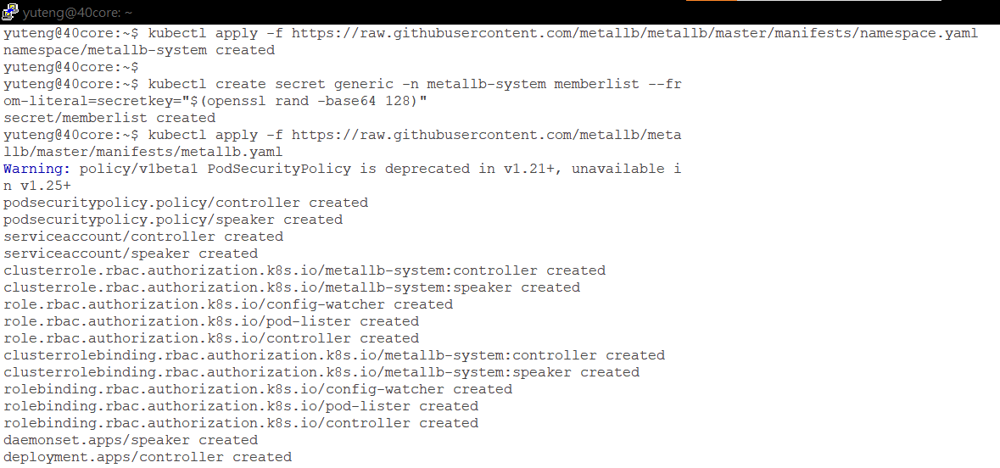 yuteng@40core: ~
yuteng@40core:~$ kubectl apply -f https://raw.githubusercontent.com/metallb/metallb/master/manifests/namespace.yaml
namespace/metallb-system created
yuteng@40core:~$
yuteng@40core:~$ kubectl create secret generic -n metallb-system memberlist --fr
om-literal=secretkey="$(openssl rand -base64 128)"
secret/memberlist created
yuteng@40core:~$ kubectl apply -f https://raw.githubusercontent.com/metallb/meta
llb/master/manifests/metallb.yaml
Warning: policy/v1beta1 PodSecurityPolicy is deprecated in v1.21+, unavailable i
n v1.25+
podsecuritypolicy.policy/controller created
podsecuritypolicy.policy/speaker created
serviceaccount/controller created
serviceaccount/speaker created
clusterrole.rbac.authorization.k8s.io/metallb-system:controller created
clusterrole.rbac.authorization.k8s.io/metallb-system:speaker created
role.rbac.authorization.k8s.io/config-watcher created
role.rbac.authorization.k8s.io/pod-lister created
role.rbac.authorization.k8s.io/controller created
clusterrolebinding.rbac.authorization.k8s.io/metallb-system:controller created
clusterrolebinding.rbac.authorization.k8s.io/metallb-system:speaker created
rolebinding.rbac.authorization.k8s.io/config-watcher created
rolebinding.rbac.authorization.k8s.io/pod-lister created
rolebinding.rbac.authorization.k8s.io/controller created
daemonset.apps/speaker created
deployment.apps/controller created